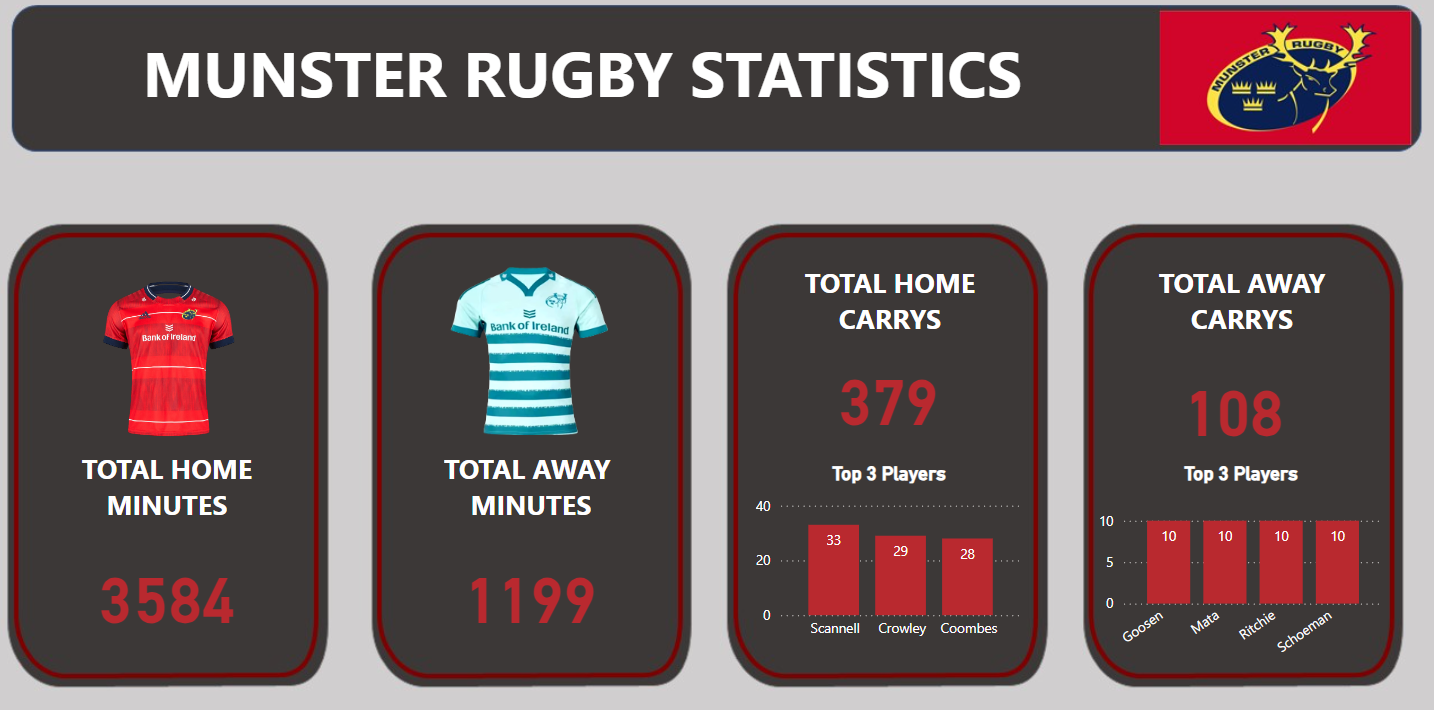 MUNSTER RUGBY STATISTICS
MUNSTER RUGBY
Bank of Ireland
TOTAL HOME
MINUTES
3584
Bank of Ireland
TOTAL AWAY
MINUTES
1199
TOTAL HOME
CARRYS
379
Top 3 Players
40
20
0
33
29
28
Scannell
Crowley
Coombes
TOTAL AWAY
CARRYS
108
Top 3 Players
10
5
0
10
10
10
10
Goosen
Mata
Ritchie
Schoeman